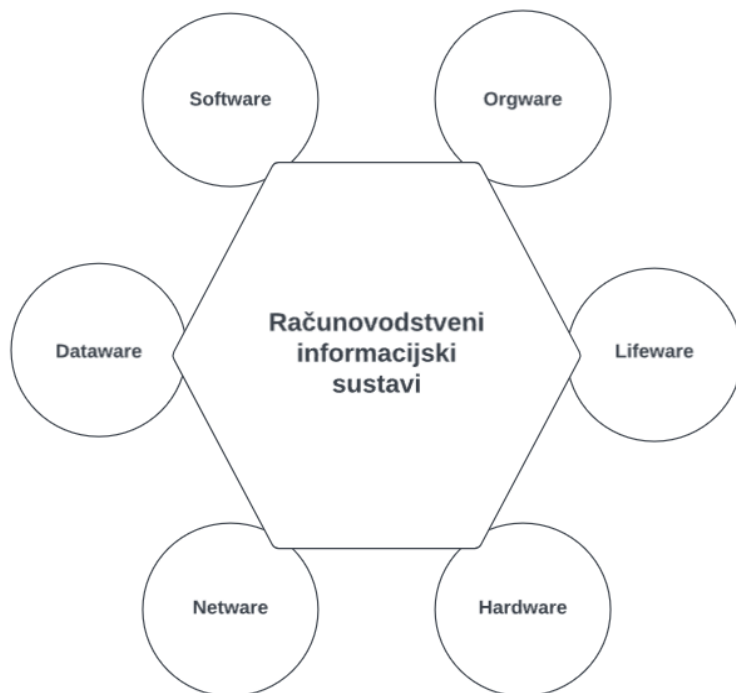 Software
Orgware
Računovodstveni
informacijski
sustavi
Dataware
Lifeware
Netware
Hardware